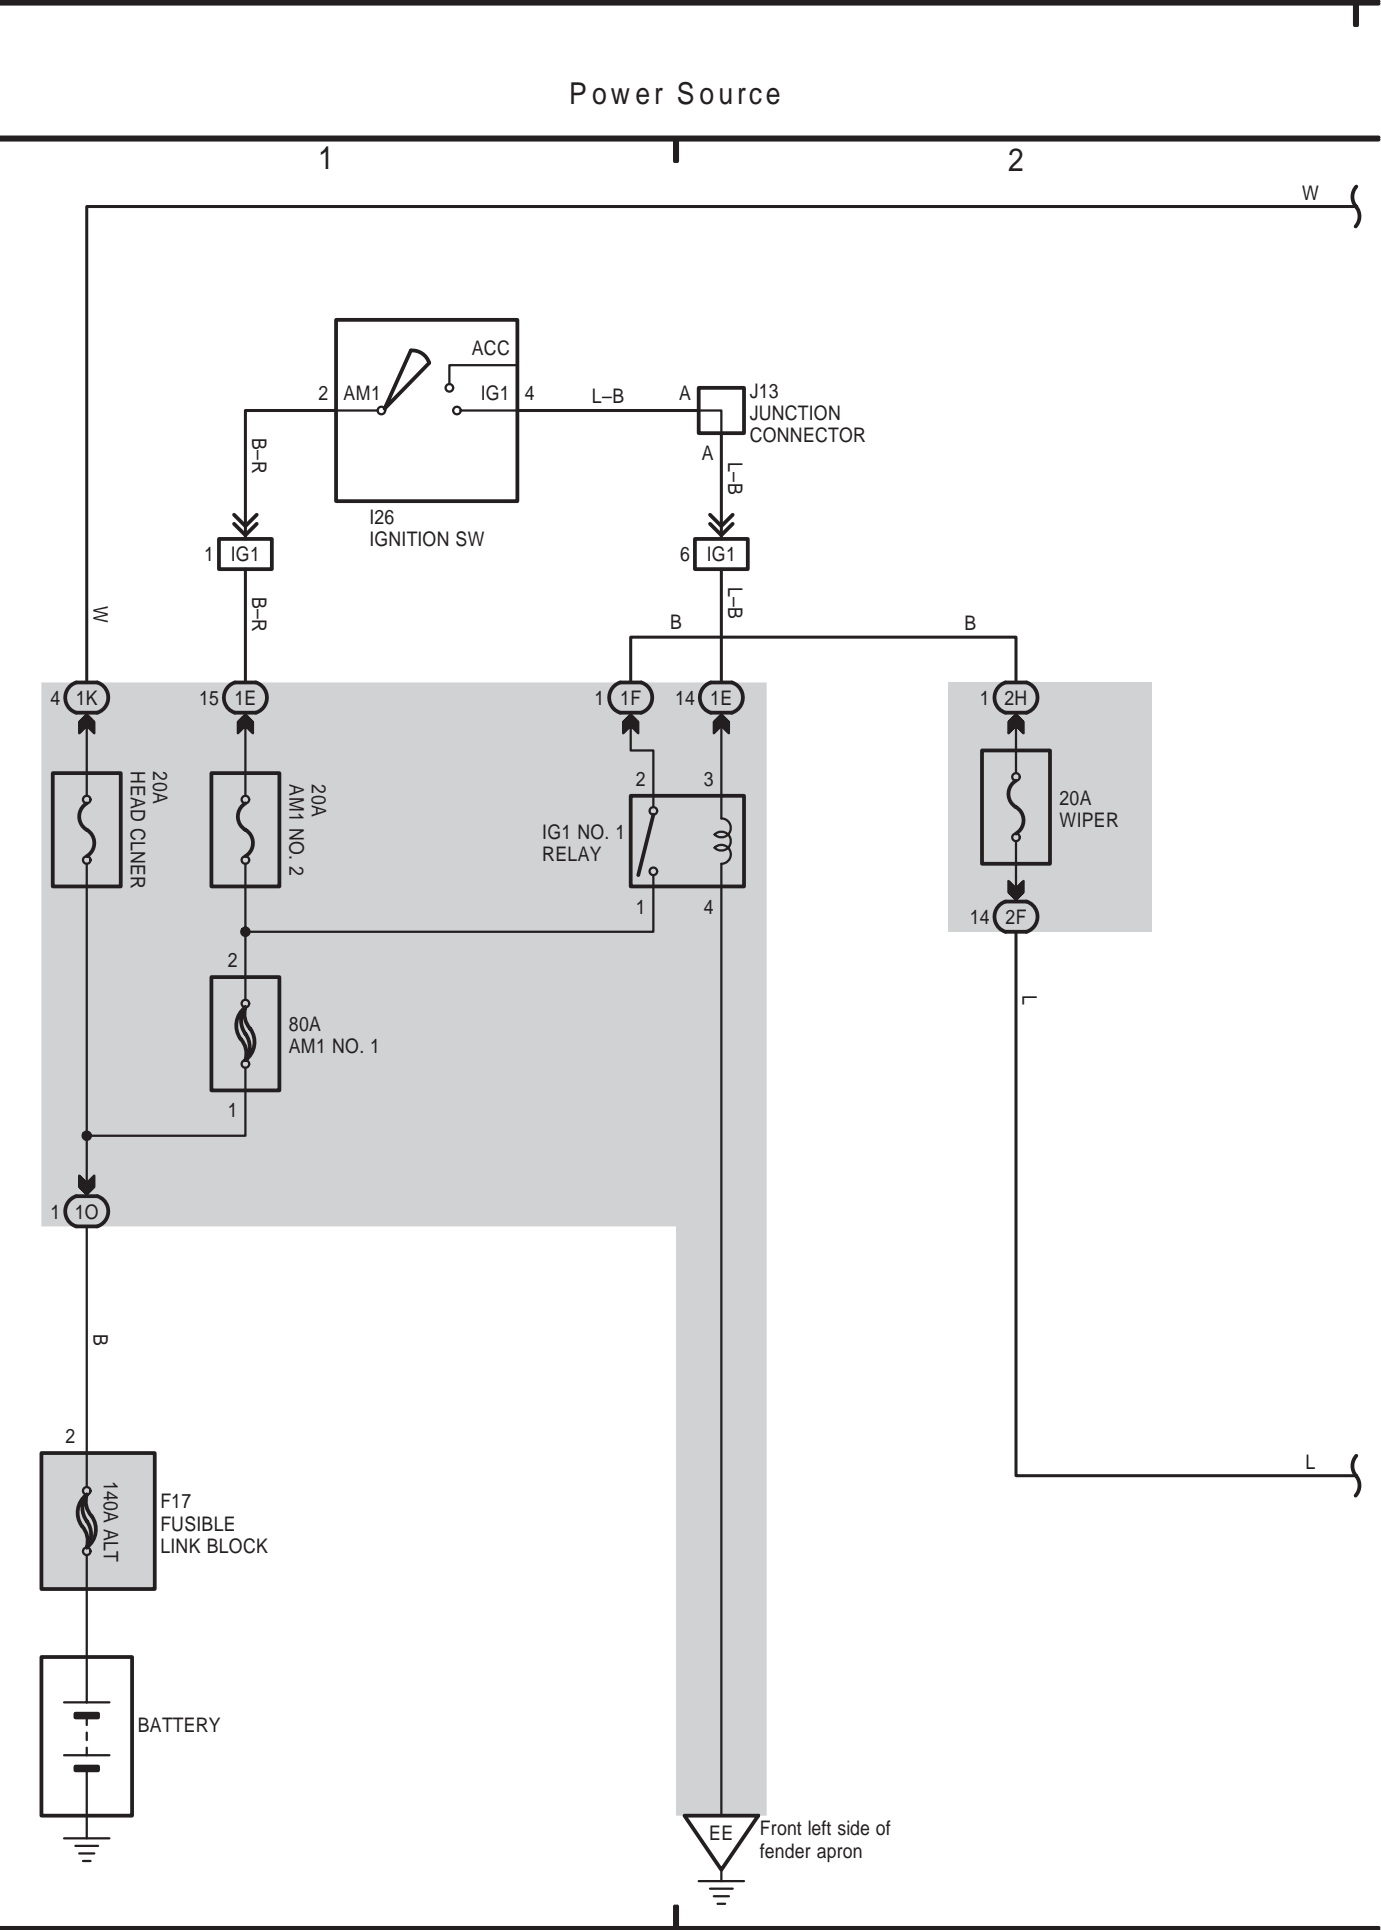 Power Source
1
2
W
ACC
2
AM1
IG1
4
L–B
A
J13
JUNCTION
CONNECTOR
B–R
A
L–B
I26
IGNITION SW
1
IG1
6
IG1
W
B–R
L–B
B
B
4
1K
15
1E
1
1F
14
1E
1
2H
20A
HEAD CLNER
20A
AM1 NO. 2
2
3
IG1 NO. 1
RELAY
20A
WIPER
1
4
14
2F
2
80A
AM1 NO. 1
L
1
1
1O
B
2
140A ALT
F17
FUSIBLE
LINK BLOCK
L
BATTERY
EE
Front left side of
fender apron